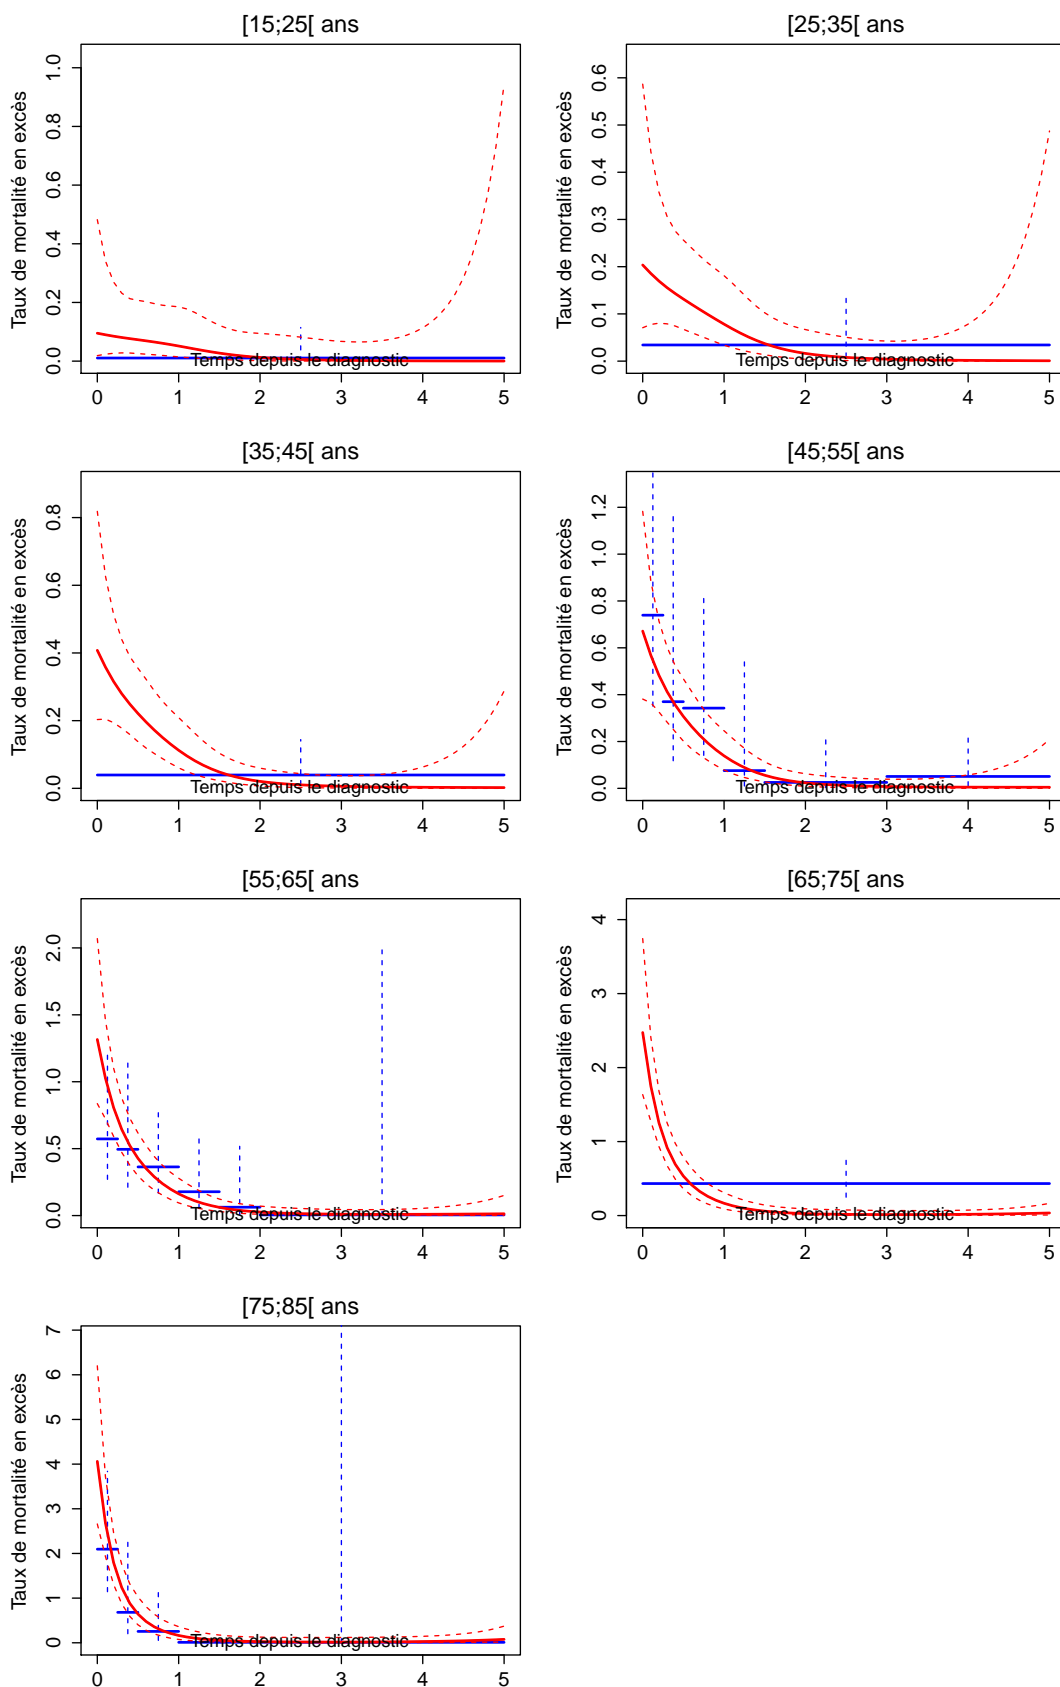 [15;25[ ans
Taux de mortalité en excès
0.0 0.2 0.4 0.6 0.8 1.0
Temps depuis le diagnostic
0 1 2 3 4 5
[25;35[ ans
Taux de mortalité en excès
0.0 0.1 0.2 0.3 0.4 0.5 0.6
Temps depuis le diagnostic
0 1 2 3 4 5
[35;45[ ans
Taux de mortalité en excès
0.0 0.2 0.4 0.6 0.8
Temps depuis le diagnostic
0 1 2 3 4 5
[45;55[ ans
Taux de mortalité en excès
0.0 0.2 0.4 0.6 0.8 1.0 1.2
Temps depuis le diagnostic
0 1 2 3 4 5
[55;65[ ans
Taux de mortalité en excès
0.0 0.5 1.0 1.5 2.0
Temps depuis le diagnostic
0 1 2 3 4 5
[65;75[ ans
Taux de mortalité en excès
0 1 2 3 4
Temps depuis le diagnostic
0 1 2 3 4 5
[75;85[ ans
Taux de mortalité en excès
0 1 2 3 4 5 6 7
Temps depuis le diagnostic
0 1 2 3 4 5